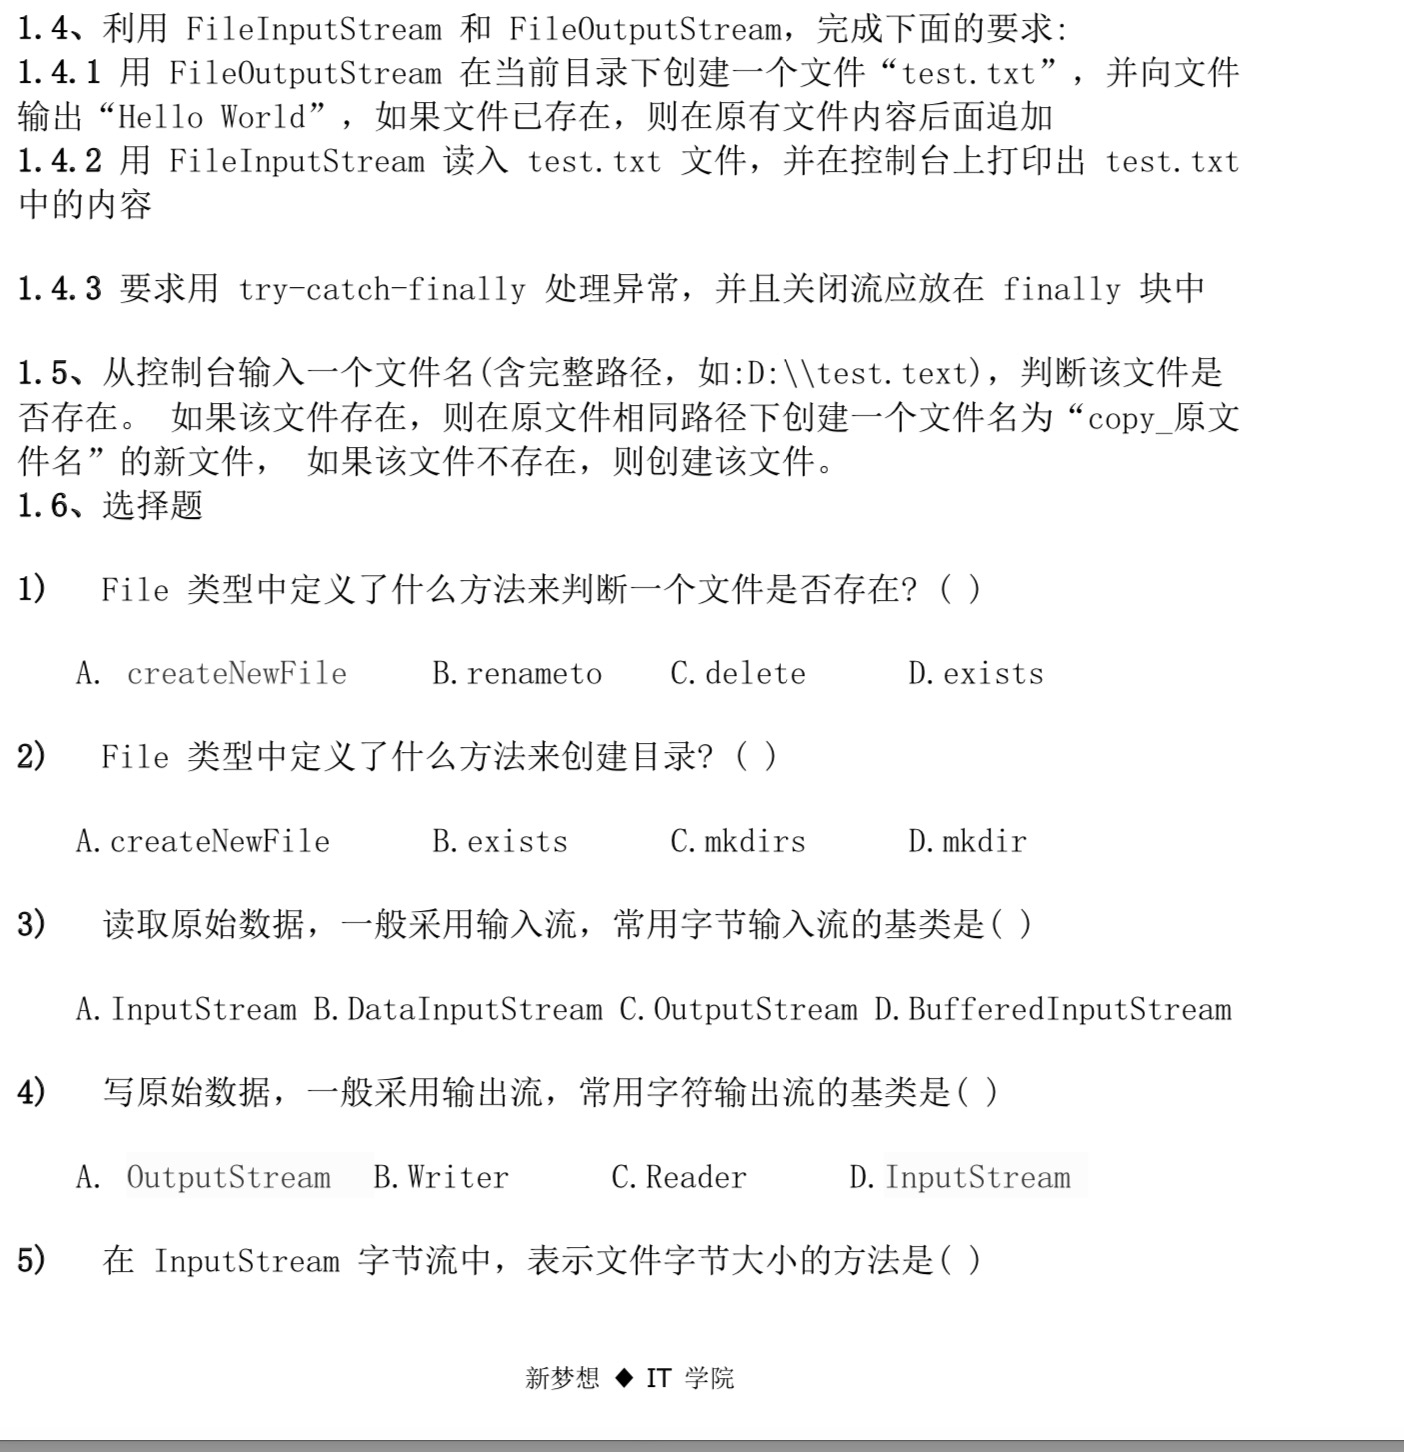 1.4、利用 FileInputStream 和 FileOutputStream，完成下面的要求:
1.4.1 用 FileOutputStream 在当前目录下创建一个文件“test.txt”，并向文件
输出“Hello World”，如果文件已存在，则在原有文件内容后面追加
1.4.2 用 FileInputStream 读入 test.txt 文件，并在控制台上打印出 test.txt
中的内容
1.4.3 要求用 try-catch-finally 处理异常，并且关闭流应放在 finally 块中
1.5、从控制台输入一个文件名(含完整路径，如:D:\\test.text)，判断该文件是
否存在。 如果该文件存在，则在原文件相同路径下创建一个文件名为“copy_原文
件名”的新文件， 如果该文件不存在，则创建该文件。
1.6、选择题
1) File 类型中定义了什么方法来判断一个文件是否存在? ( )
A. createNewFile B.renameto C.delete D.exists
2) File 类型中定义了什么方法来创建目录? ( )
A.createNewFile B.exists C.mkdirs D.mkdir
3) 读取原始数据，一般采用输入流，常用字节输入流的基类是( )
A.InputStream B.DataInputStream C.OutputStream D.BufferedInputStream
4) 写原始数据，一般采用输出流，常用字符输出流的基类是( )
A. OutputStream B.Writer C.Reader D.InputStream
5) 在 InputStream 字节流中，表示文件字节大小的方法是( )
新梦想 ◆ IT 学院